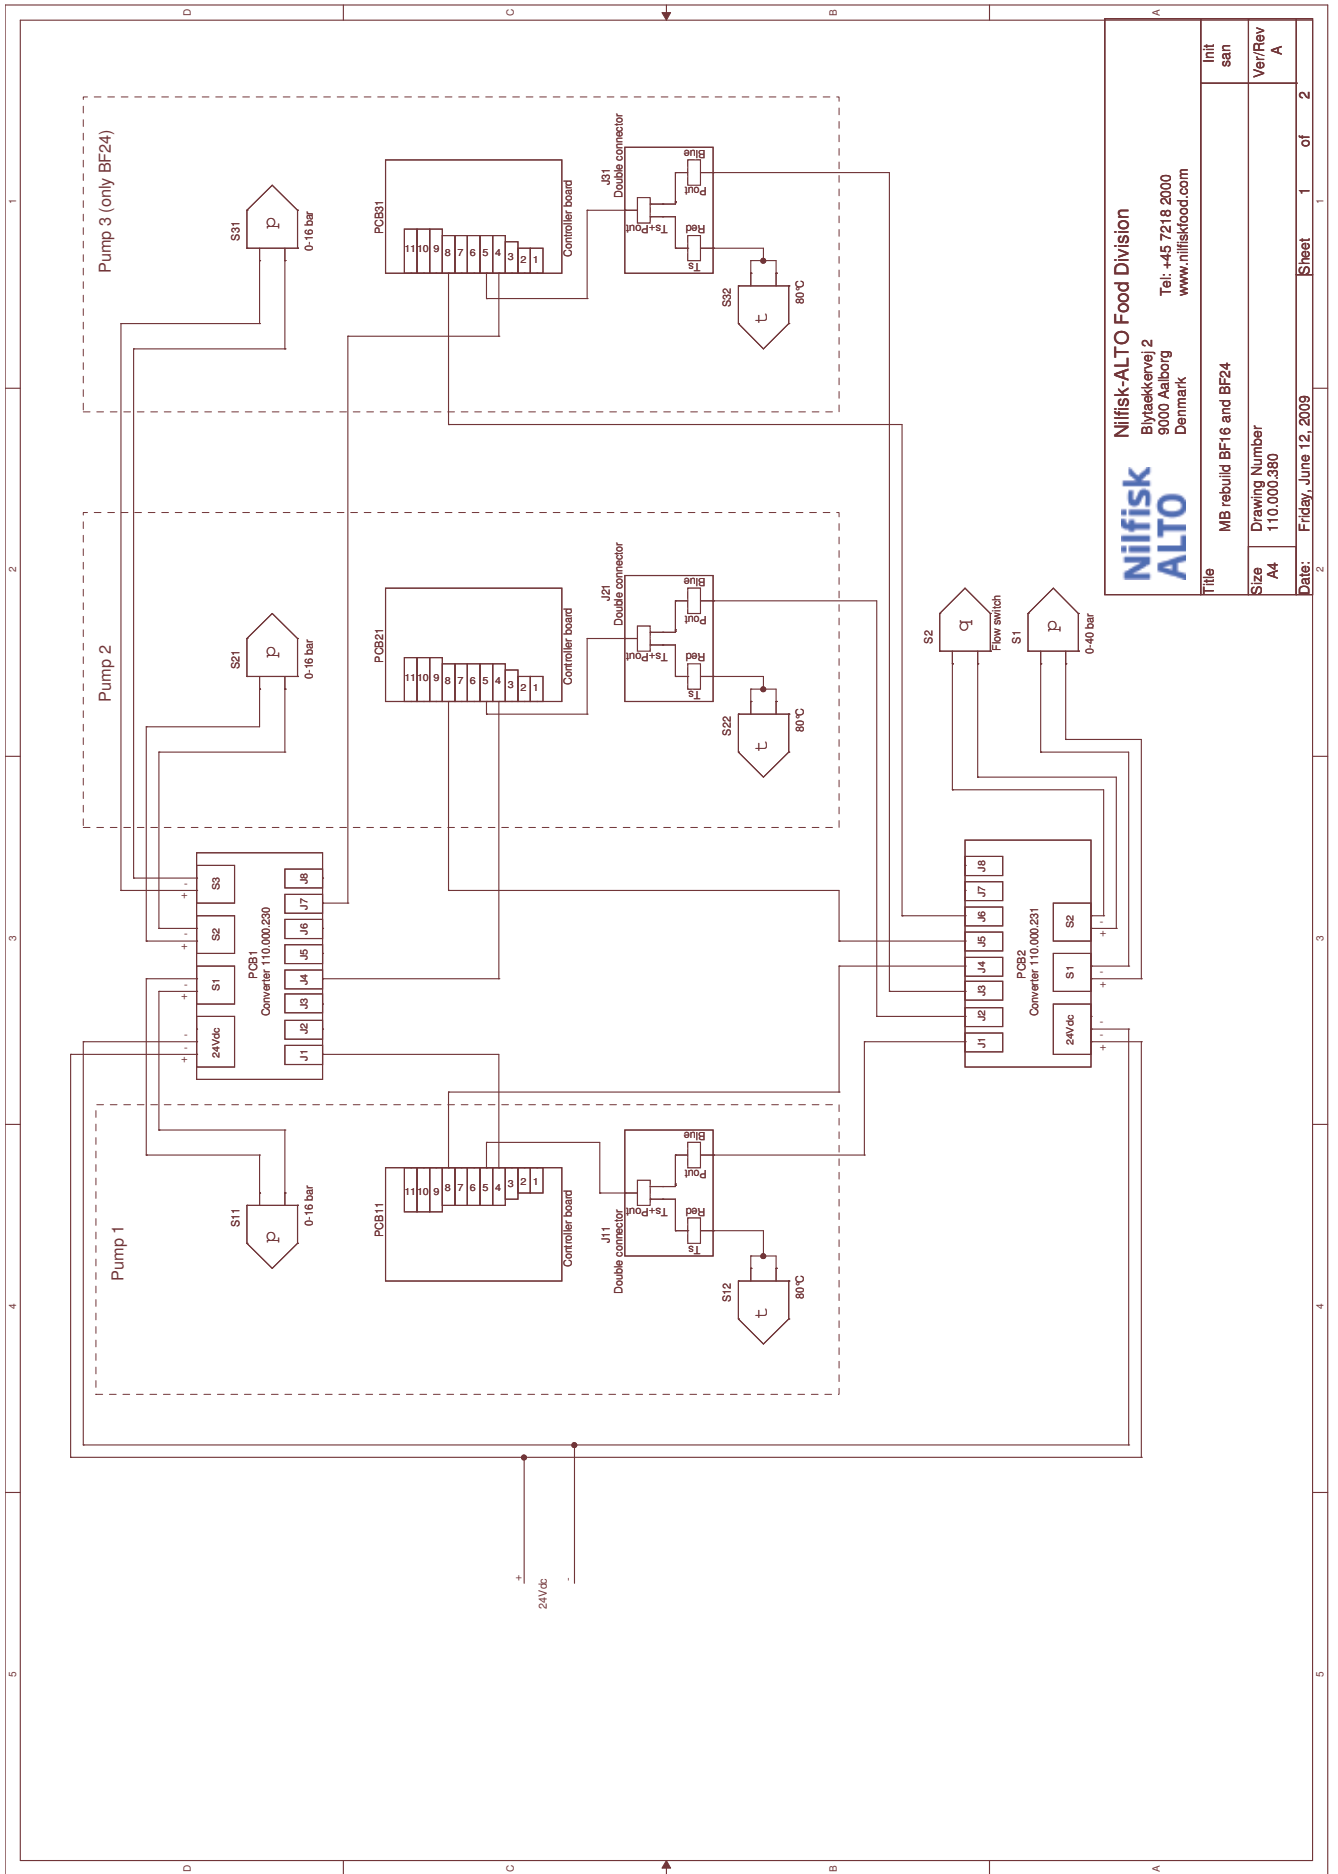 5
4
3
2
1
D
C
B
A
Pump 1
Pump 2
Pump 3 (only BF24)
S11
p
0-16 bar
S21
p
0-16 bar
S31
p
0-16 bar
+ - -
24Vdc
+ -
S1
+ -
S2
+ -
S3
PCB1
Converter 110.000.230
J1 J2 J3 J4 J5 J6 J7 J8
PCB11
11 10 9 8 7 6 5 4 3 2 1
Controller board
PCB21
11 10 9 8 7 6 5 4 3 2 1
Controller board
PCB31
11 10 9 8 7 6 5 4 3 2 1
Controller board
+
24Vdc
-
J11
Double connector
Ts+Pout
Red
Blue
Ts
Pout
J21
Double connector
Ts+Pout
Red
Blue
Ts
Pout
J31
Double connector
Ts+Pout
Red
Blue
Ts
Pout
S12
t
80°C
S22
t
80°C
S32
t
80°C
J1 J2 J3 J4 J5 J6 J7 J8
PCB2
Converter 110.000.231
24Vdc
S1
S2
+ - -
+ -
+ -
S2
q
Flow switch
S1
p
0-40 bar
Nilfisk
ALTO
Nilfisk-ALTO Food Division
Blytaekkervej 2
9000 Aalborg
Denmark
Tel: +45 7218 2000
www.nilfiskfood.com
Title
MB rebuild BF16 and BF24
Init
san
Size
A4
Drawing Number
110.000.380
Ver/Rev
A
Date: Friday, June 12, 2009 Sheet 1 of 2
5
4
3
2
1
D
C
B
A